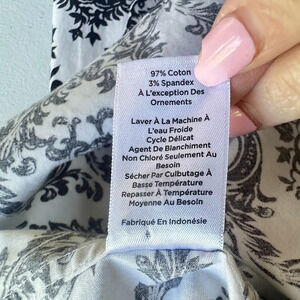 97% Coton
3% Spandex
À L'exception Des
Ornements
Laver À La Machine À
L'eau Froide
Cycle Délicat
Agent De Blanchiment
Non Chloré Seulement Au
Besoin
Sécher Par Culbutage À
Basse Température
Repasser À Température
Moyenne Au Besoin
Fabriqué En Indonésie